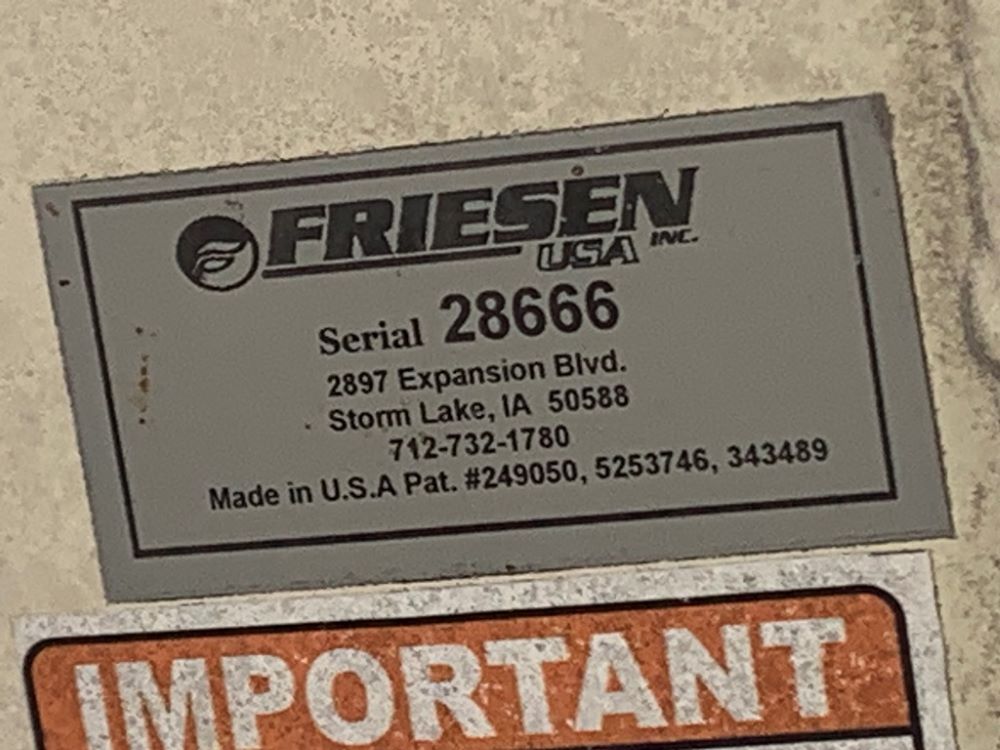 FRIESEN
USA INC.
Serial 28666
2897 Expansion Blvd.
Storm Lake, IA 50588
712-732-1780
Made in U.S.A Pat. #249050, 5253746, 343489
IMPORTANT